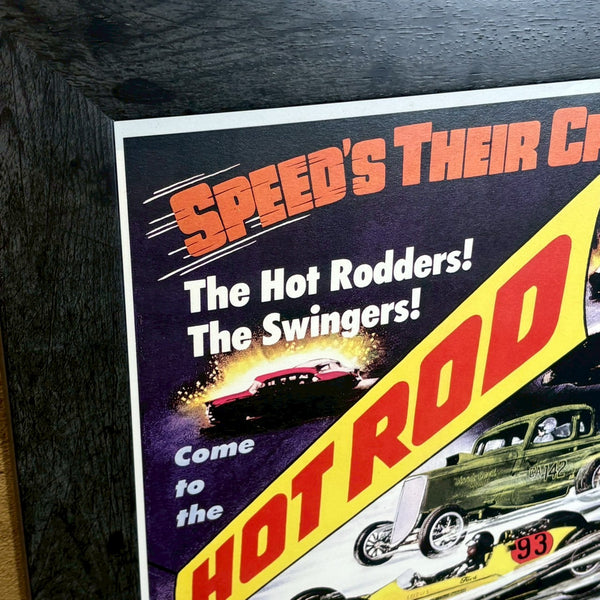 SPEED'S THEIR
The Hot Rodders!
The Swingers!
Come
to
the
HOT ROD
93